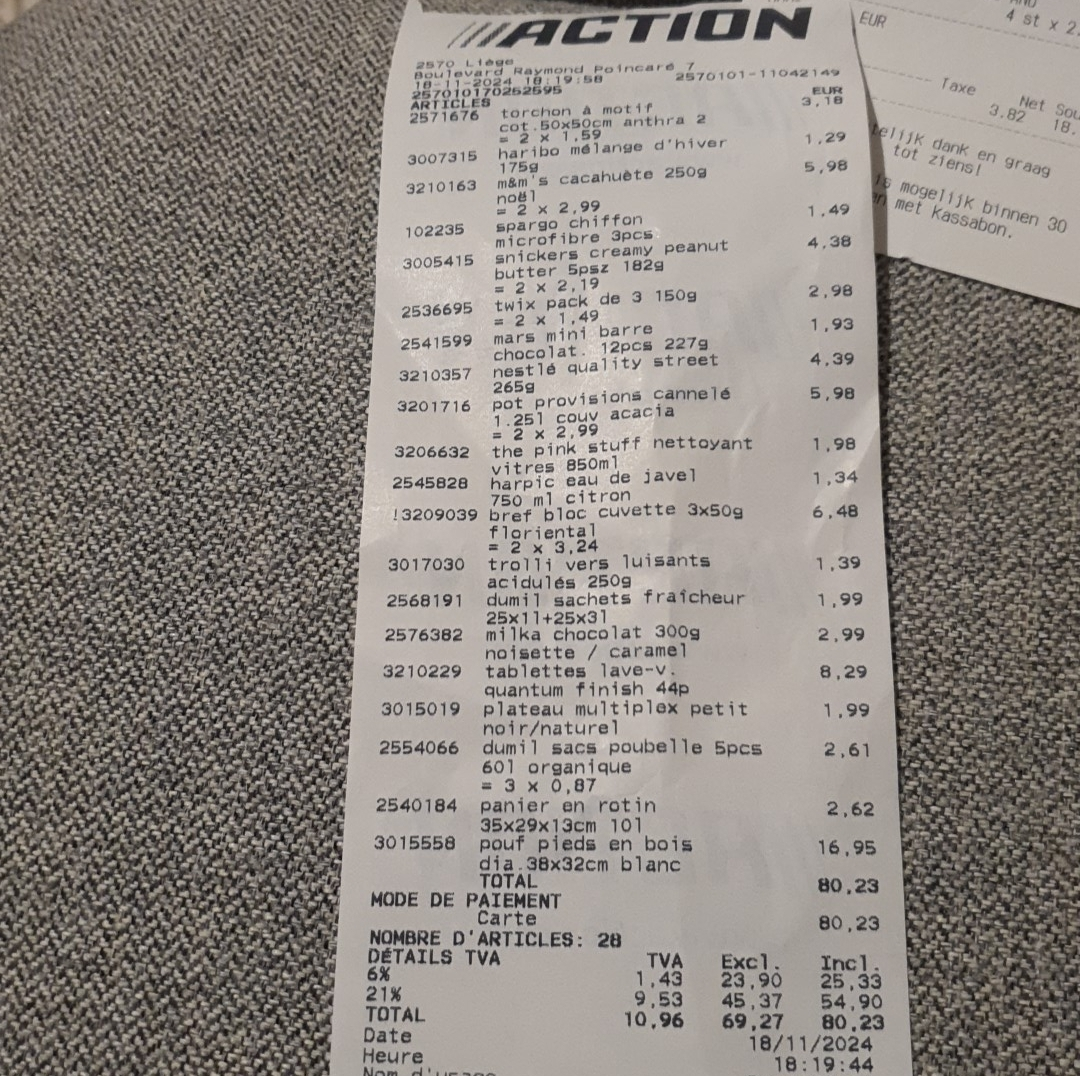 ACTION
2570 Liège
Boulevard Raymond Poincaré 7
18-11-2024 18:19:58 2570101-11042149
257010170252595
ARTICLES EUR
2571676 torchon à motif 3,18
cot.50x50cm anthra 2
= 2 x 1,59
3007315 haribo mélange d'hiver 1,29
175g
3210163 m&m's cacahuète 250g 5,98
noël
= 2 x 2,99
102235 spargo chiffon 1,49
microfibre 3pcs
3005415 snickers creamy peanut 4,38
butter 5psz 182g
= 2 x 2,19
2536695 twix pack de 3 150g 2,98
= 2 x 1,49
2541599 mars mini barre 1,93
chocolat. 12pcs 227g
3210357 nestlé quality street 4,39
265g
3201716 pot provisions cannelé 5,98
1.25l couv acacia
= 2 x 2,99
3206632 the pink stuff nettoyant 1,98
vitres 850ml
2545828 harpic eau de javel 1,34
750 ml citron
!3209039 bref bloc cuvette 3x50g 6,48
floriental
= 2 x 3,24
3017030 trolli vers luisants 1,39
acidulés 250g
2568191 dumil sachets fraîcheur 1,99
25x1l+25x3l
2576382 milka chocolat 300g 2,99
noisette / caramel
3210229 tablettes lave-v. 8,29
quantum finish 44p
3015019 plateau multiplex petit 1,99
noir/naturel
2554066 dumil sacs poubelle 5pcs 2,61
60l organique
= 3 x 0,87
2540184 panier en rotin 2,62
35x29x13cm 10l
3015558 pouf pieds en bois 16,95
dia.38x32cm blanc
TOTAL 80,23
MODE DE PAIEMENT
Carte 80,23
NOMBRE D'ARTICLES: 28
DÉTAILS TVA TVA Excl. Incl.
6% 1,43 23,90 25,33
21% 9,53 45,37 54,90
TOTAL 10,96 69,27 80,23
Date 18/11/2024
Heure 18:19:44
EUR
4 st x 2
Taxe Net Sou
3.82 18.
telijk dank en graag
tot ziens!
is mogelijk binnen 30
met Kassabon.